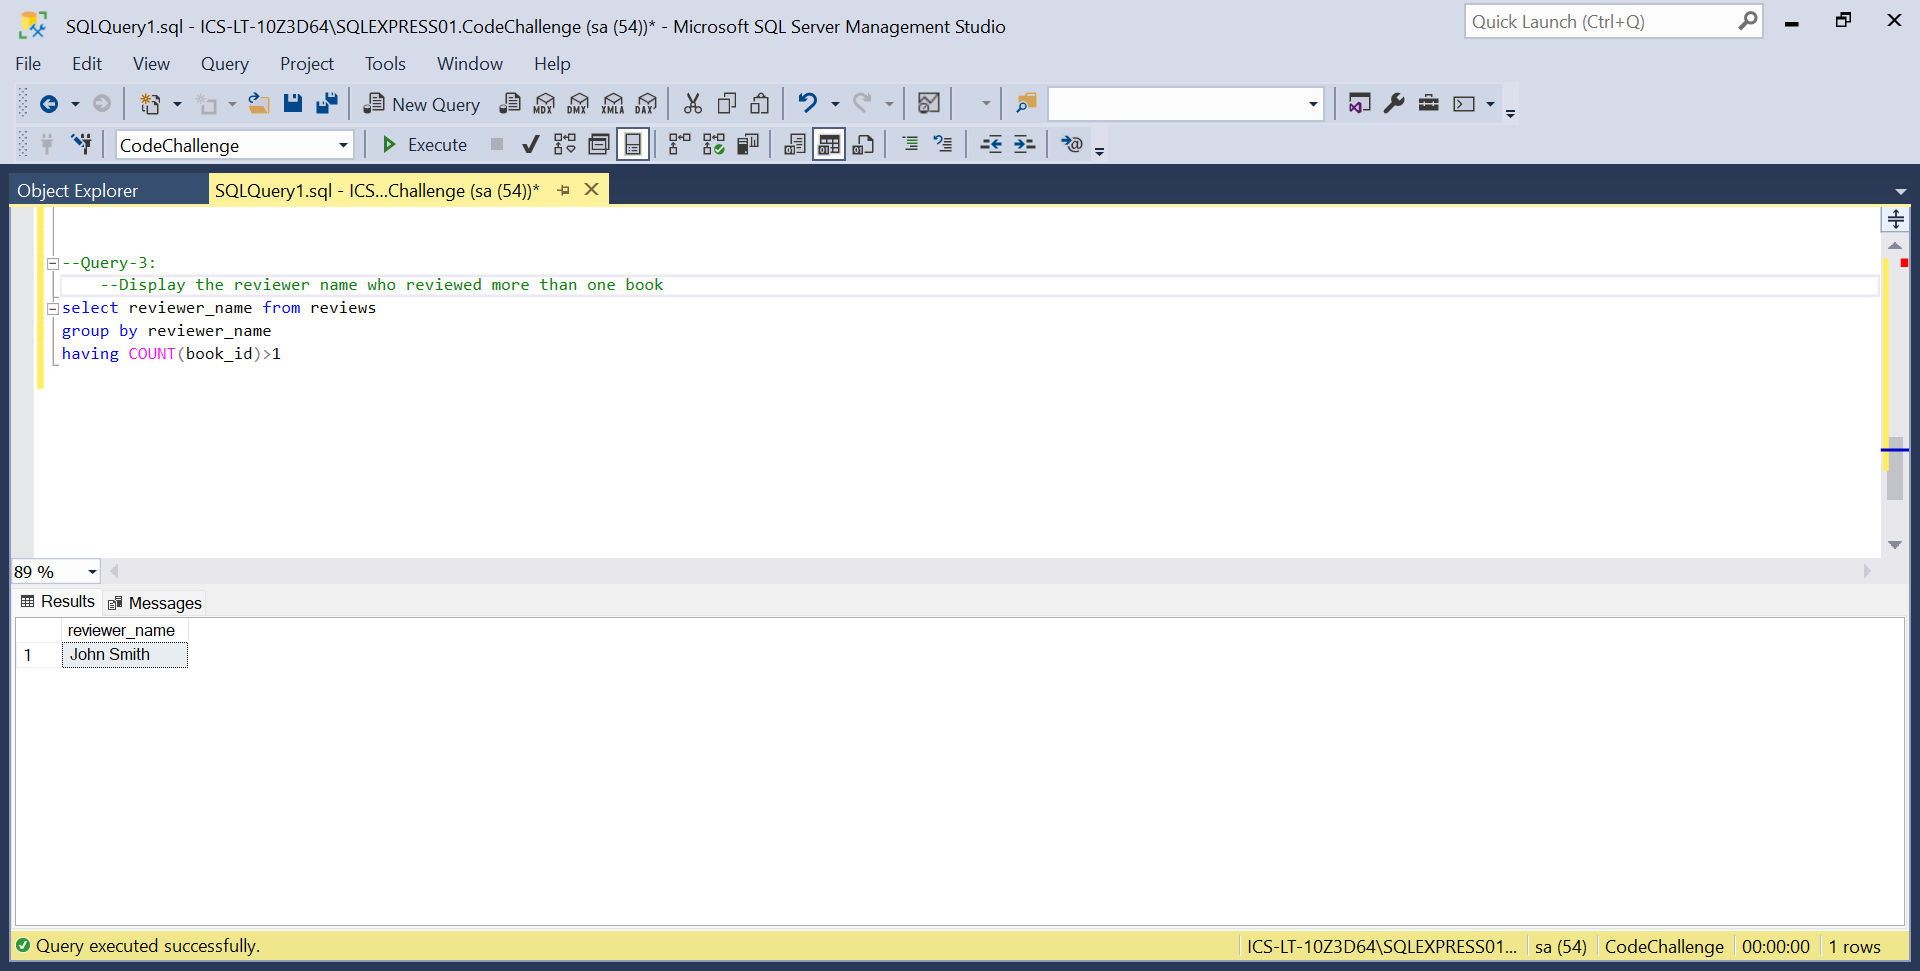 SQLQuery1.sql - ICS-LT-10Z3D64\SQLEXPRESS01.CodeChallenge (sa (54))* - Microsoft SQL Server Management Studio
Quick Launch (Ctrl+Q)
File Edit View Query Project Tools Window Help
New Query MDX DMX XMLA DAX
CodeChallenge Execute
Object Explorer SQLQuery1.sql - ICS...Challenge (sa (54))*
--Query-3:
--Display the reviewer name who reviewed more than one book
select reviewer_name from reviews
group by reviewer_name
having COUNT(book_id)>1
89 %
Results Messages
reviewer_name
1 John Smith
Query executed successfully. ICS-LT-10Z3D64\SQLEXPRESS01... sa (54) CodeChallenge 00:00:00 1 rows